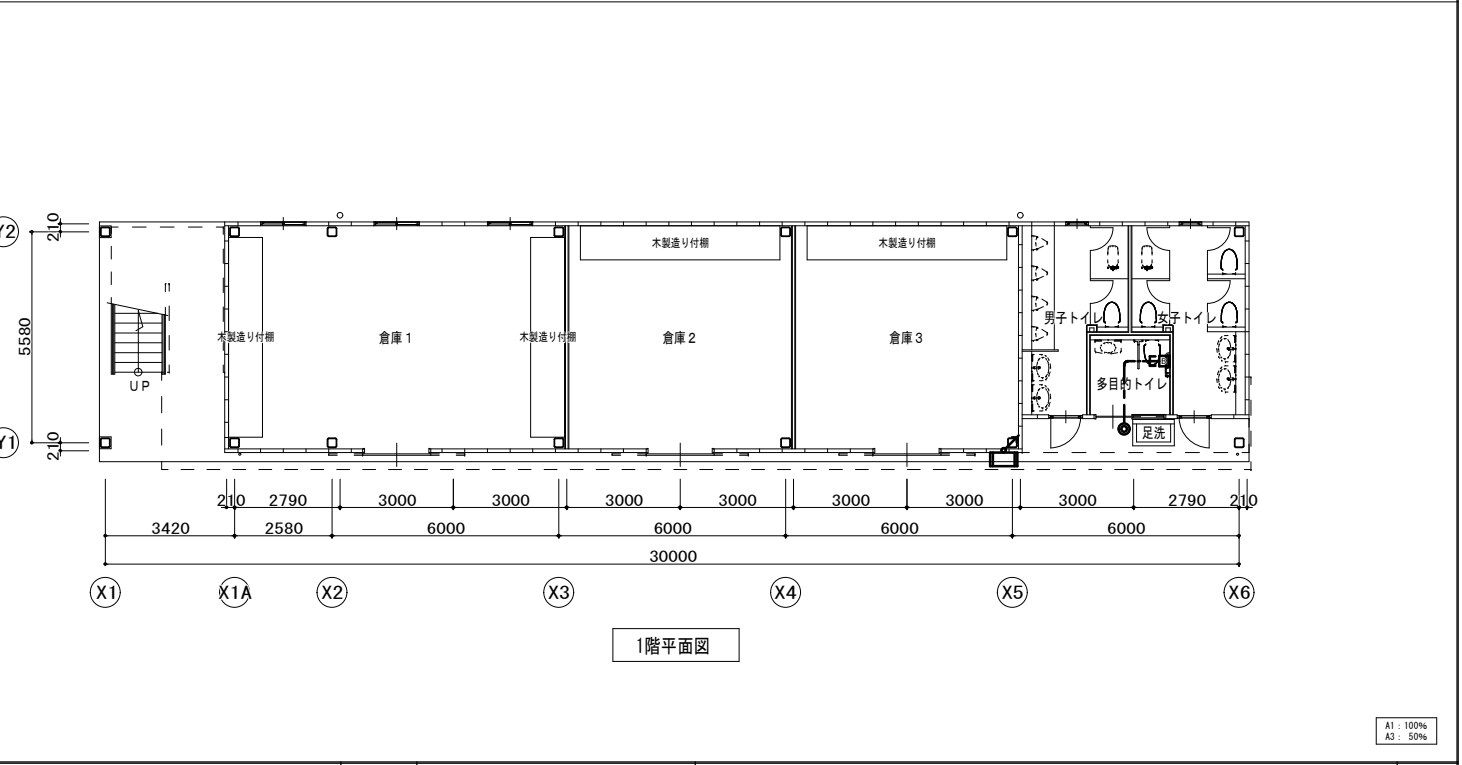 Y2
210
210
木製造り付棚
木製造り付棚
5580
木製造り付棚
倉庫1
木製造り付棚
倉庫2
倉庫3
男子トイレ
女子トイレ
UP
多目的トイレ
足洗
Y1
210
210
210 2790 3000 3000 3000 3000 3000 3000 3000 2790 210
3420 2580 6000 6000 6000 6000
30000
X1 X1A X2 X3 X4 X5 X6
1階平面図
A1 : 100%
A3 : 50%